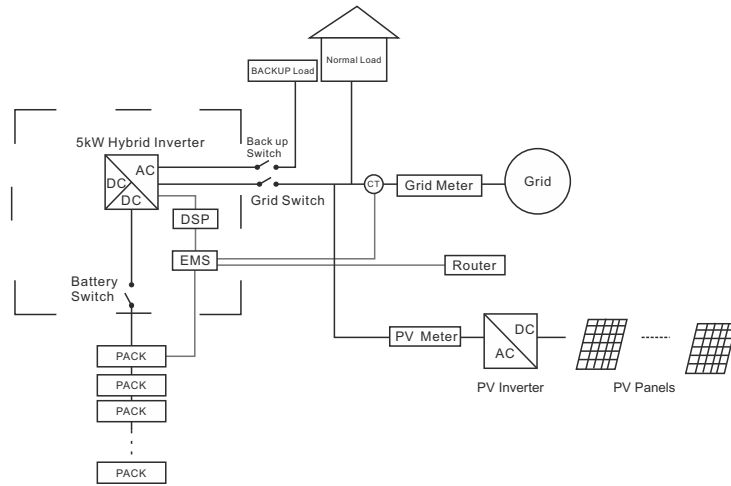 BACKUP Load
Normal Load
5kW Hybrid Inverter
Back up
Switch
AC
DC
DC
CT
Grid Meter
Grid
Grid Switch
DSP
EMS
Router
Battery
Switch
PV Meter
DC
AC
PACK
PACK
PACK
PACK
PV Inverter
PV Panels